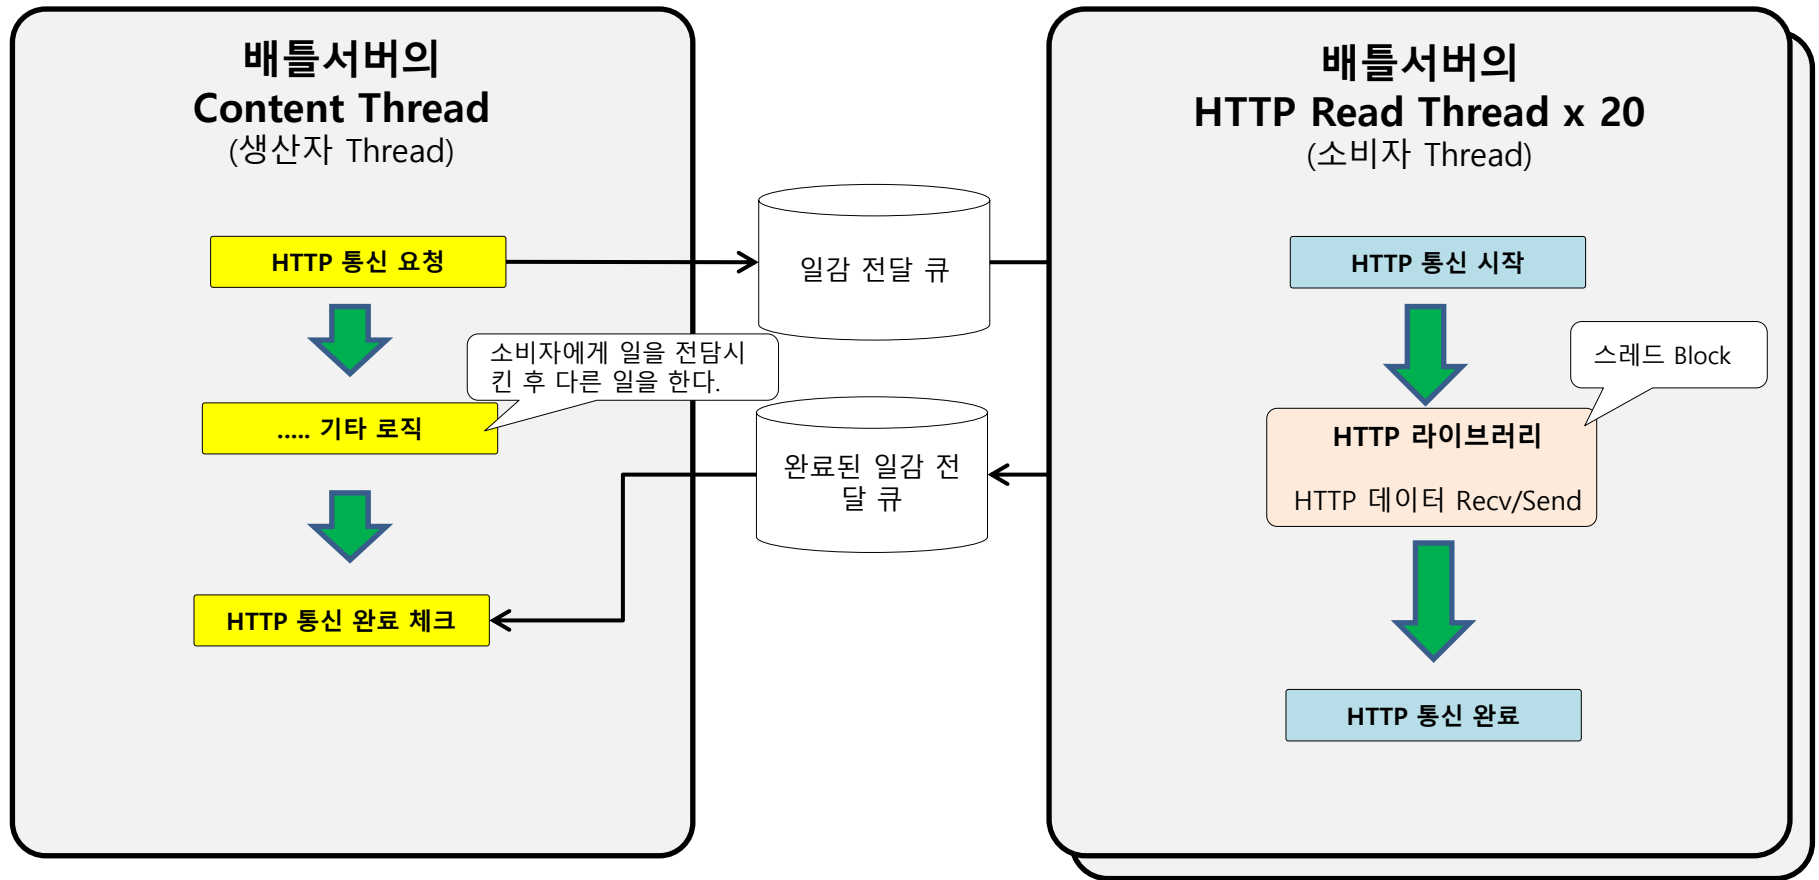 배틀서버의
Content Thread
(생산자 Thread)
HTTP 통신 요청
소비자에게 일을 전담시
킨 후 다른 일을 한다.
..... 기타 로직
HTTP 통신 완료 체크
일감 전달 큐
완료된 일감 전
달 큐
배틀서버의
HTTP Read Thread x 20
(소비자 Thread)
HTTP 통신 시작
스레드 Block
HTTP 라이브러리
HTTP 데이터 Recv/Send
HTTP 통신 완료